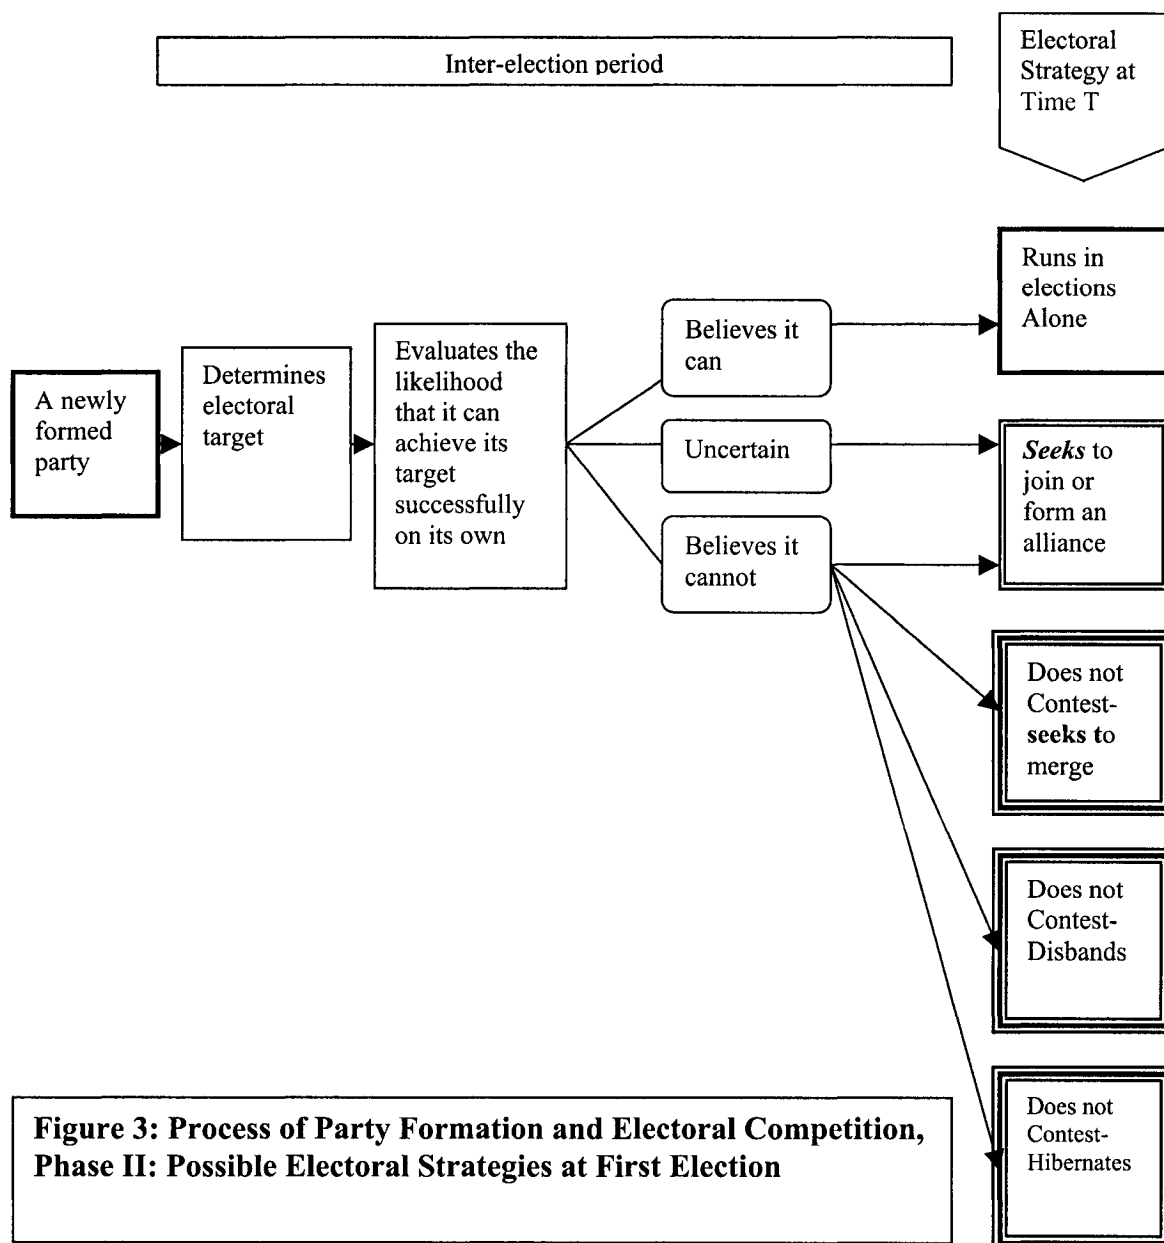 Inter-election period
Electoral
Strategy at
Time T
A newly
formed
party
Determines
electoral
target
Evaluates the
likelihood
that it can
achieve its
target
successfully
on its own
Believes it
can
Uncertain
Believes it
cannot
Runs in
elections
Alone
Seeks to
join or
form an
alliance
Does not
Contest-
seeks to
merge
Does not
Contest-
Disbands
Does not
Contest-
Hibernates
Figure 3: Process of Party Formation and Electoral Competition,
Phase II: Possible Electoral Strategies at First Election